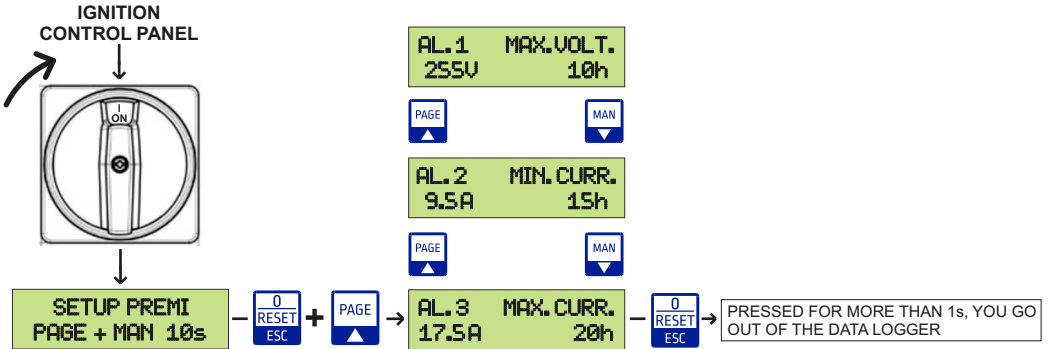 IGNITION
CONTROL PANEL
I
ON
AL.1 MAX.VOLT.
255V 10h
PAGE
MAN
AL.2 MIN.CURR.
9.5A 15h
PAGE
MAN
SETUP PREMI
PAGE + MAN 10s
0
RESET
ESC
+
PAGE
AL.3 MAX.CURR.
17.5A 20h
0
RESET
ESC
PRESSED FOR MORE THAN 1s, YOU GO
OUT OF THE DATA LOGGER